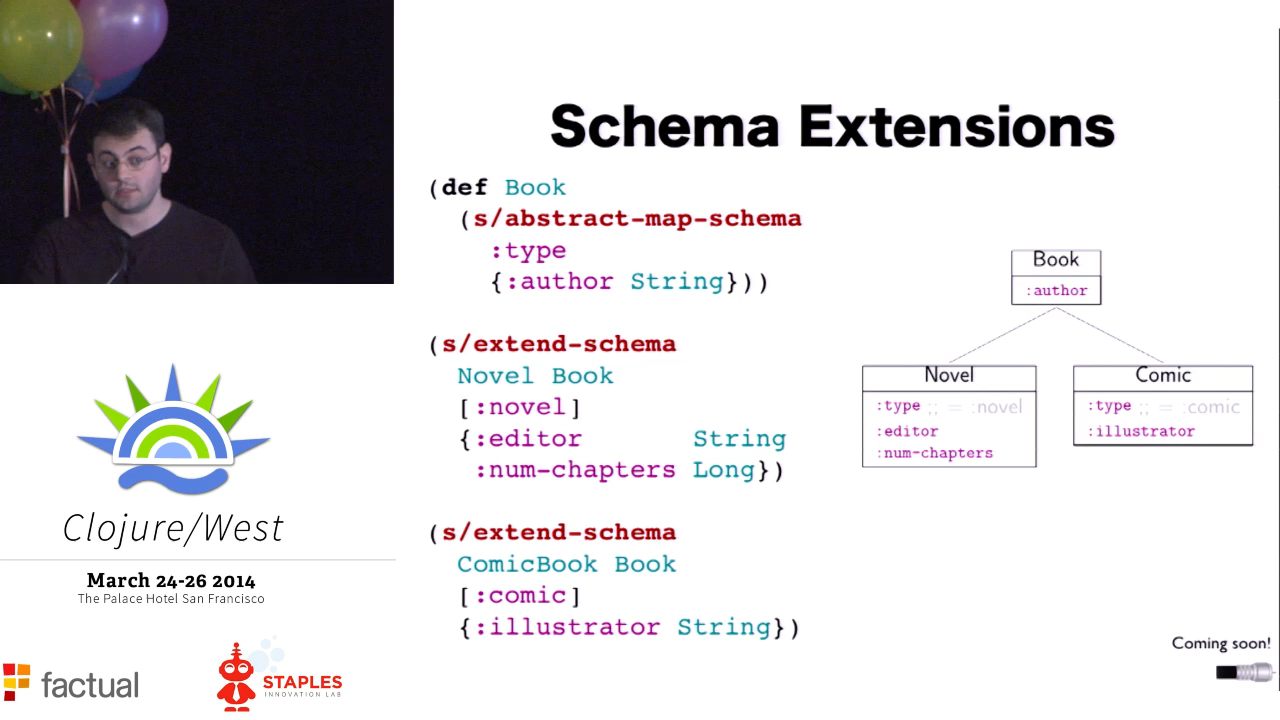 Schema Extensions
(def Book
(s/abstract-map-schema
:type
{:author String}))
(s/extend-schema
Novel Book
[:novel]
{:editor String
:num-chapters Long})
(s/extend-schema
ComicBook Book
[:comic]
{:illustrator String})
Book
:author
Novel
:type ;; = :novel
:editor
:num-chapters
Comic
:type ;; = :comic
:illustrator
Coming soon!
Clojure/West
March 24-26 2014
The Palace Hotel San Francisco
factual
STAPLES
INNOVATION LAB